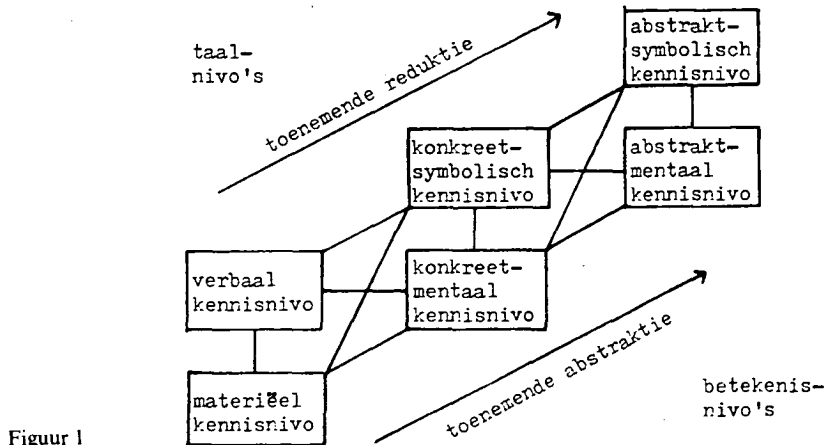 taal-
nivo's
toenemende reduktie
abstrakt-
symbolisch
kennisnivo
konkreet-
symbolisch
kennisnivo
abstrakt-
mentaal
kennisnivo
verbaal
kennisnivo
konkreet-
mentaal
kennisnivo
materiëel
kennisnivo
toenemende abstraktie
betekenis-
nivo's
Figuur 1